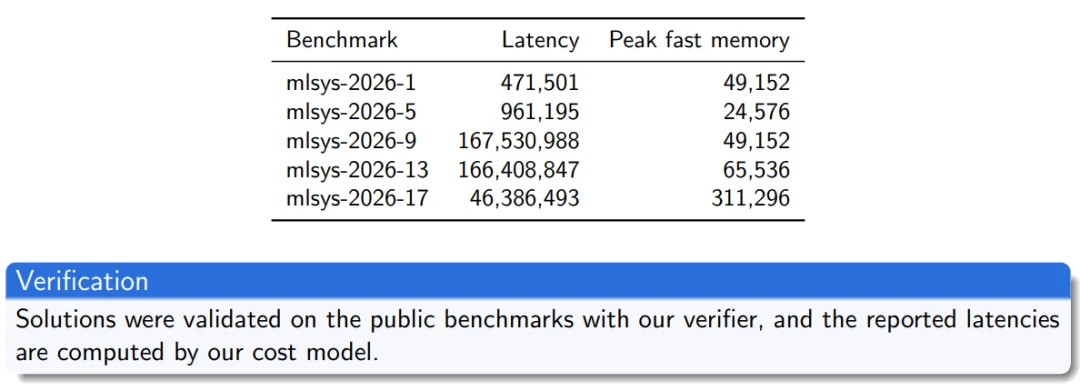 Benchmark Latency Peak fast memory
mlsys-2026-1 471,501 49,152
mlsys-2026-5 961,195 24,576
mlsys-2026-9 167,530,988 49,152
mlsys-2026-13 166,408,847 65,536
mlsys-2026-17 46,386,493 311,296
Verification
Solutions were validated on the public benchmarks with our verifier, and the reported latencies
are computed by our cost model.